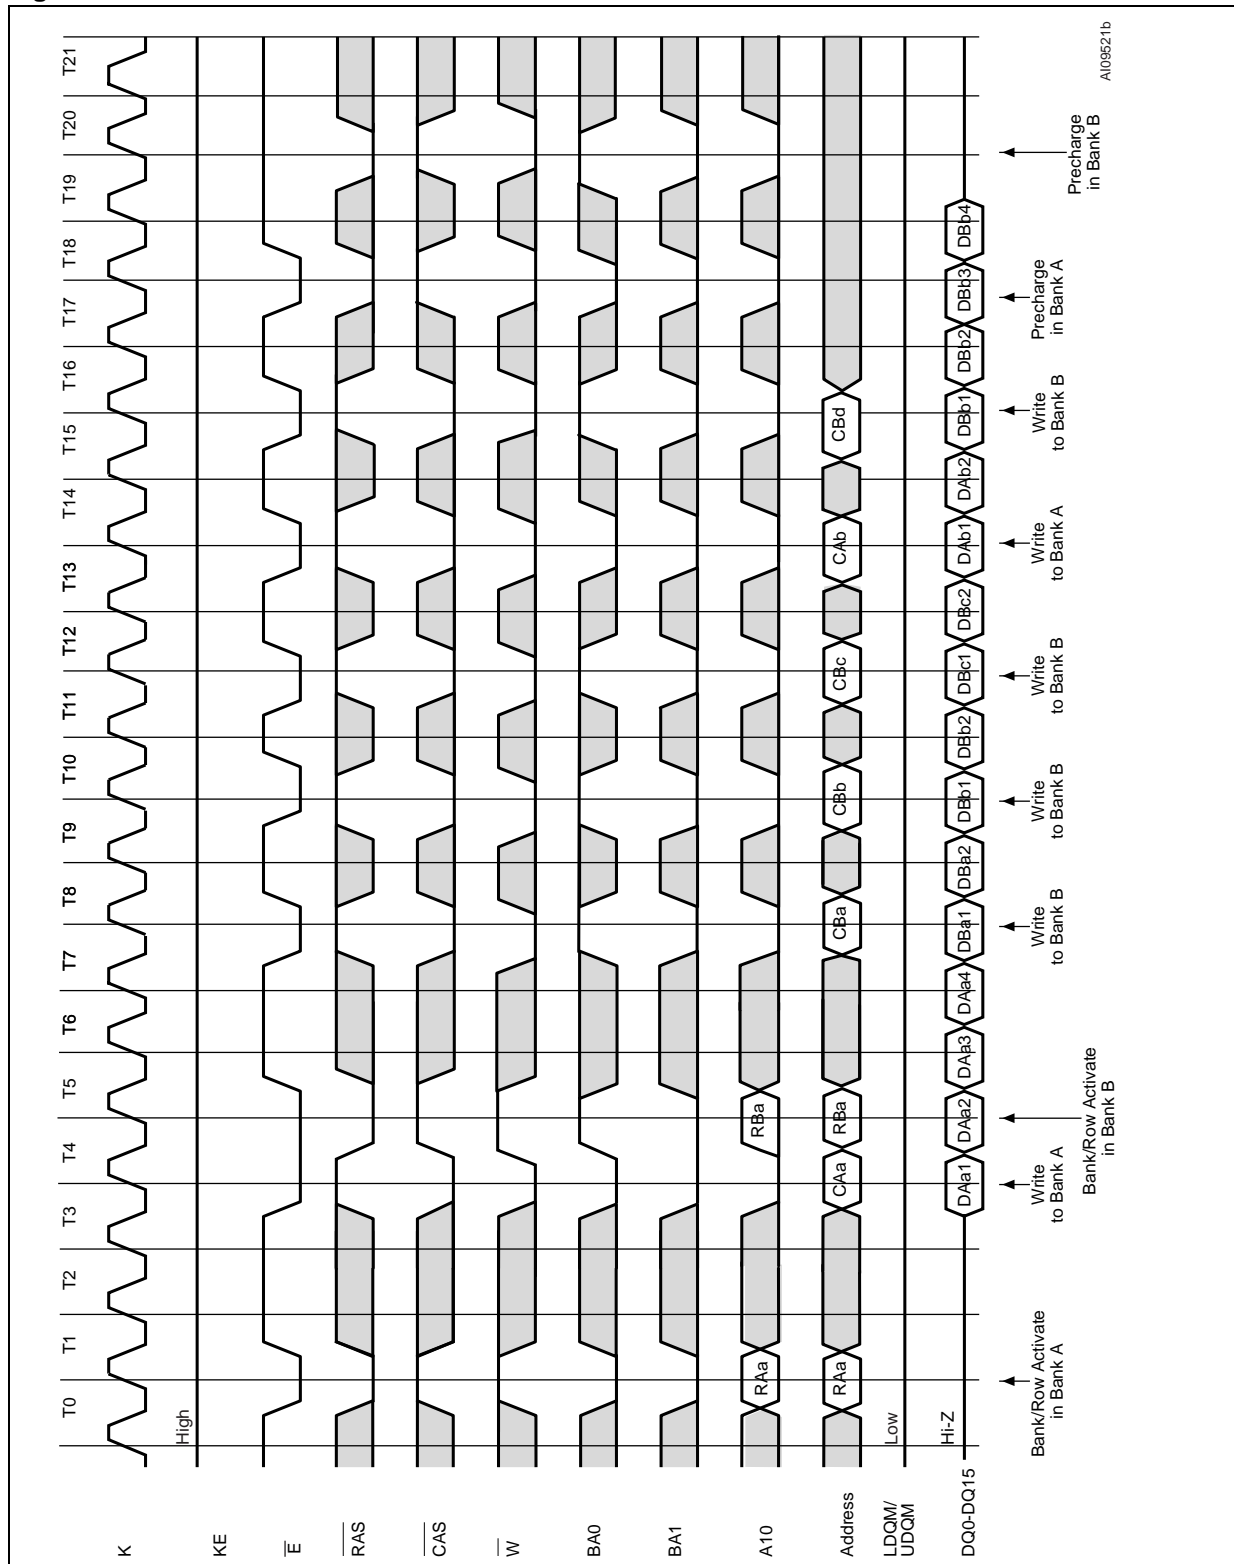 T0 T1 T2 T3 T4 T5 T6 T7 T8 T9 T10 T11 T12 T13 T14 T15 T16 T17 T18 T19 T20 T21
K
KE High
E
RAS
CAS
W
BA0
BA1
A10 RAa RBa
Address RAa CAa RBa CBa CBb CBc CAb CBd
LDQM/
UDQM
Low
DQ0-DQ15 Hi-Z DAa1 DAa2 DAa3 DAa4 DBa1 DBa2 DBb1 DBb2 DBc1 DBc2 DAb1 DAb2 DBb1 DBb2 DBb3 DBb4
Bank/Row Activate
in Bank A
Write
to Bank A
Bank/Row Activate
in Bank B
Write
to Bank B
Write
to Bank B
Write
to Bank B
Write
to Bank A
Write
to Bank B
Precharge
in Bank A
Precharge
in Bank B
AI09521b